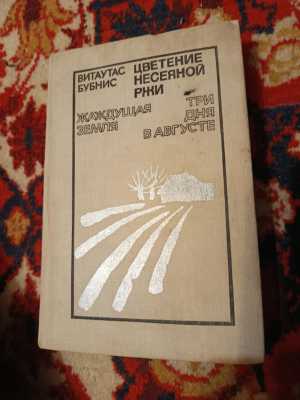 ВИТАУТАС
БУБНИС
ЦВЕТЕНИЕ
НЕСЕЯНОЙ
РЖИ
ЖАЖДУЩАЯ
ЗЕМЛЯ
ТРИ
ДНЯ
В АВГУСТЕ